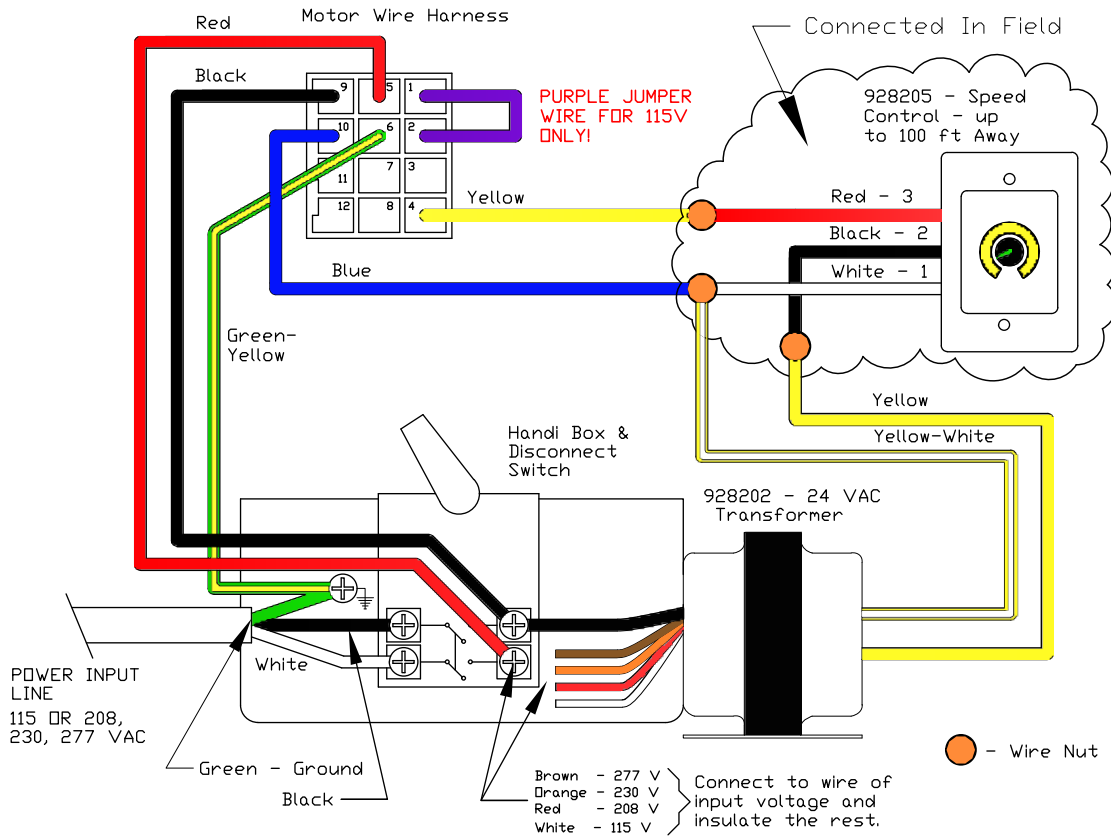 Motor Wire Harness
Red
Connected In Field
Black
9
5
1
10
6
2
11
7
3
12
8
4
PURPLE JUMPER
WIRE FOR 115V
ONLY!
928205 - Speed
Control - up
to 100 ft Away
Yellow
Red - 3
Black - 2
White - 1
Blue
Green-
Yellow
Yellow
Yellow-White
Handi Box &
Disconnect
Switch
928202 - 24 VAC
Transformer
White
POWER INPUT
LINE
115 OR 208,
230, 277 VAC
Green - Ground
Black
Brown - 277 V
Orange - 230 V
Red - 208 V
White - 115 V
Connect to wire of
input voltage and
insulate the rest.
- Wire Nut